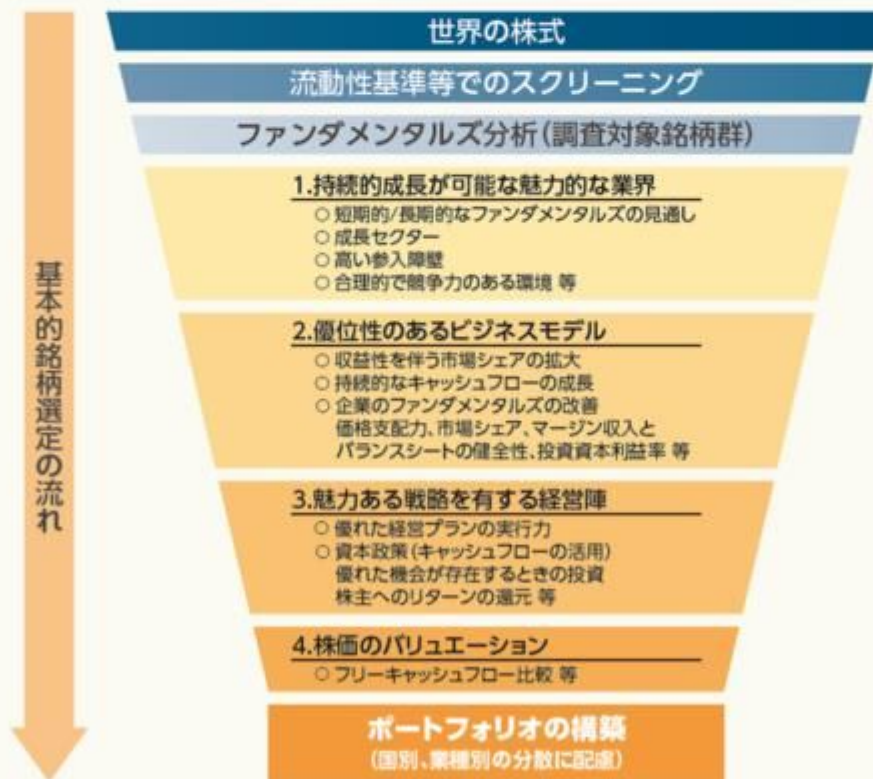 世界の株式
流動性基準等でのスクリーニング
ファンダメンタルズ分析(調査対象銘柄群)
基本的銘柄選定の流れ
1.持続的成長が可能な魅力的な業界
○ 短期的/長期的なファンダメンタルズの見通し
○ 成長セクター
○ 高い参入障壁
○ 合理的で競争力のある環境 等
2.優位性のあるビジネスモデル
○ 収益性を伴う市場シェアの拡大
○ 持続的なキャッシュフローの成長
○ 企業のファンダメンタルズの改善
価格支配力、市場シェア、マージン収入と
バランスシートの健全性、投資資本利益率 等
3.魅力ある戦略を有する経営陣
○ 優れた経営プランの実行力
○ 資本政策(キャッシュフローの活用)
優れた機会が存在するときの投資
株主へのリターンの還元 等
4.株価のバリュエーション
○ フリーキャッシュフロー比較 等
ポートフォリオの構築
(国別、業種別の分散に配慮)